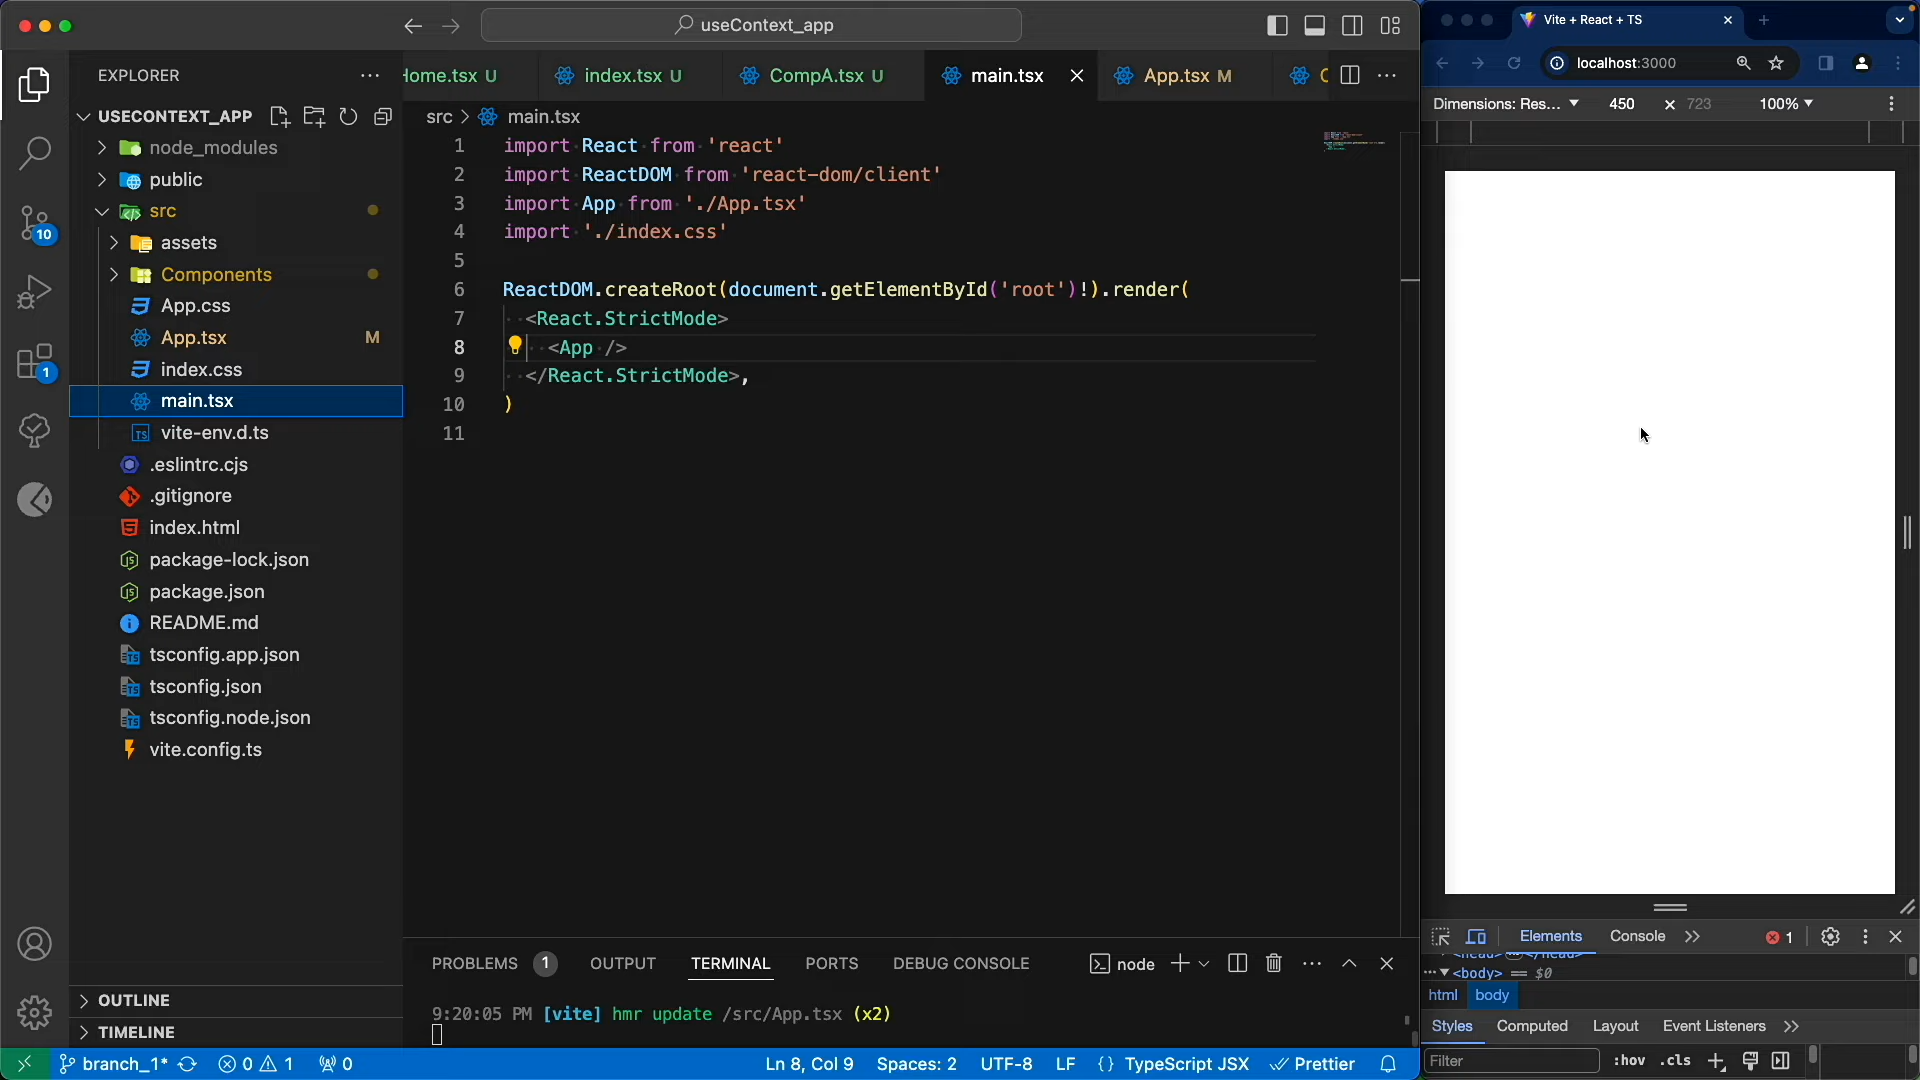 useContext_app
EXPLORER
USECONTEXT_APP
node_modules
public
src
assets
Components
App.css
App.tsx M
index.css
main.tsx
vite-env.d.ts
.eslintrc.cjs
.gitignore
index.html
package-lock.json
package.json
README.md
tsconfig.app.json
tsconfig.json
tsconfig.node.json
vite.config.ts
OUTLINE
TIMELINE
10
1
Home.tsx U
index.tsx U
CompA.tsx U
main.tsx
App.tsx M
src > main.tsx
1 import React from 'react'
2 import ReactDOM from 'react-dom/client'
3 import App from './App.tsx'
4 import './index.css'
5
6 ReactDOM.createRoot(document.getElementById('root')!).render(
7 <React.StrictMode>
8 <App />
9 </React.StrictMode>,
10 )
11
PROBLEMS 1 OUTPUT TERMINAL PORTS DEBUG CONSOLE node
9:20:05 PM [vite] hmr update /src/App.tsx (x2)
branch_1* 0 1 0 Ln 8, Col 9 Spaces: 2 UTF-8 LF {} TypeScript JSX Prettier
Vite + React + TS
localhost:3000
Dimensions: Res... 450 × 723 100%
Elements Console 1
<body> == $0
html body
Styles Computed Layout Event Listeners
Filter :hov .cls